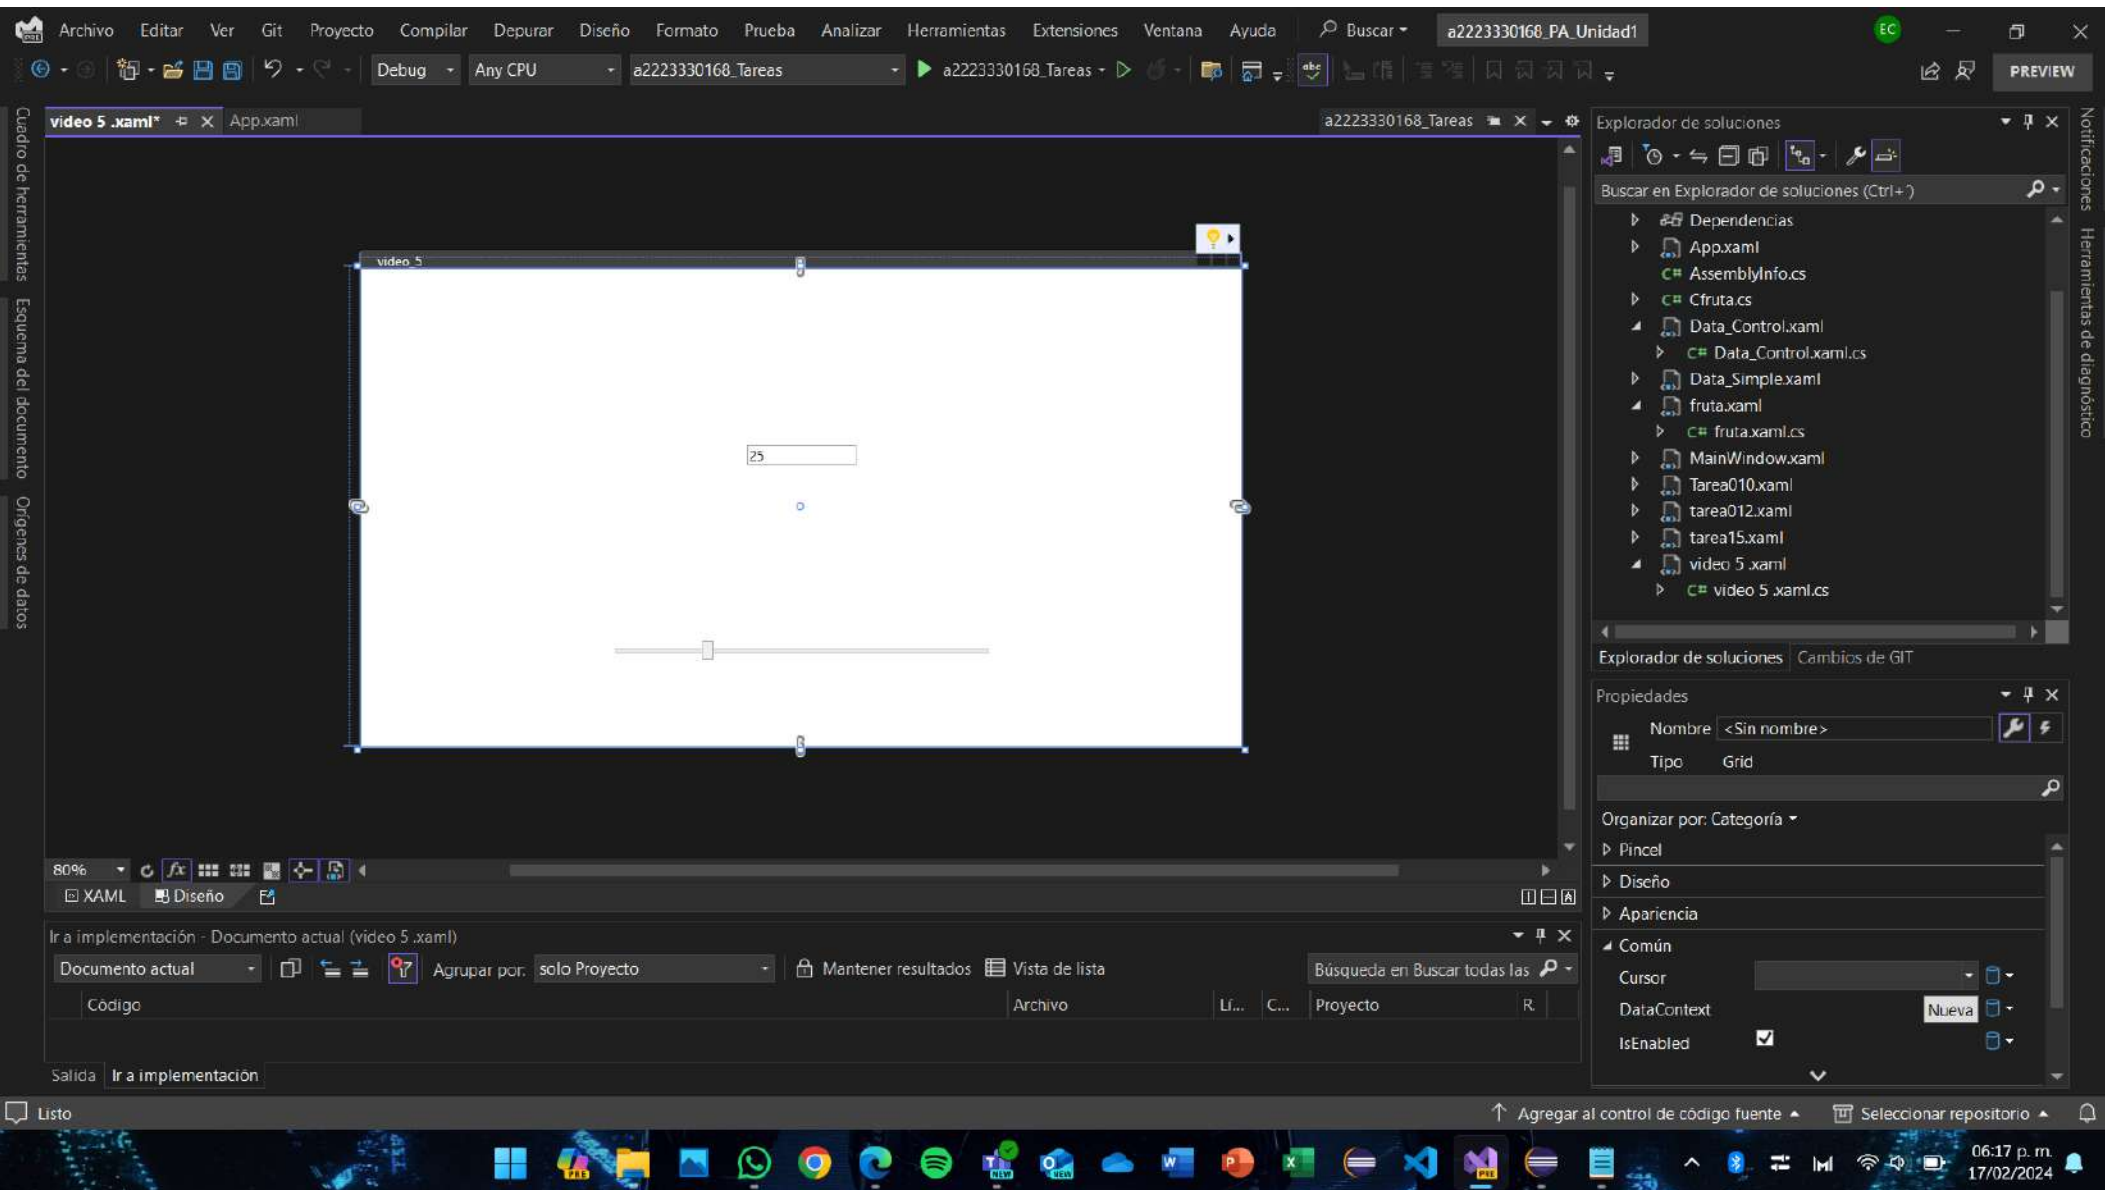 Archivo Editar Ver Git Proyecto Compilar Depurar Diseño Formato Prueba Analizar Herramientas Extensiones Ventana Ayuda Buscar a2223330168_PA_Unidad1 EC
Debug Any CPU a2223330168_Tareas a2223330168_Tareas PREVIEW
video 5 .xaml* App.xaml a2223330168_Tareas
Cuadro de herramientas
Esquema del documento
Orígenes de datos
video_5
25
80%
XAML Diseño
Ir a implementación - Documento actual (video 5 .xaml)
Documento actual Agrupar por: solo Proyecto Mantener resultados Vista de lista Búsqueda en Buscar todas las
Código Archivo Lí... C... Proyecto R.
Salida Ir a implementación
Explorador de soluciones
Buscar en Explorador de soluciones (Ctrl+´)
Dependencias
App.xaml
C# AssemblyInfo.cs
C# Cfruta.cs
Data_Control.xaml
C# Data_Control.xaml.cs
Data_Simple.xaml
fruta.xaml
C# fruta.xaml.cs
MainWindow.xaml
Tarea010.xaml
tarea012.xaml
tarea15.xaml
video 5 .xaml
C# video 5 .xaml.cs
Explorador de soluciones Cambios de GIT
Propiedades
Nombre <Sin nombre>
Tipo Grid
Organizar por: Categoría
Pincel
Diseño
Apariencia
Común
Cursor
DataContext Nueva
IsEnabled
Notificaciones
Herramientas de diagnóstico
Listo Agregar al control de código fuente Seleccionar repositorio
06:17 p. m.
17/02/2024